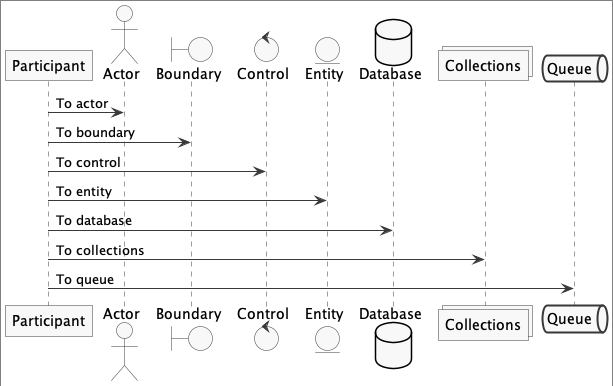 Participant
Actor
Boundary
Control
Entity
Database
Collections
Queue
To actor
To boundary
To control
To entity
To database
To collections
To queue
Participant
Actor
Boundary
Control
Entity
Database
Collections
Queue